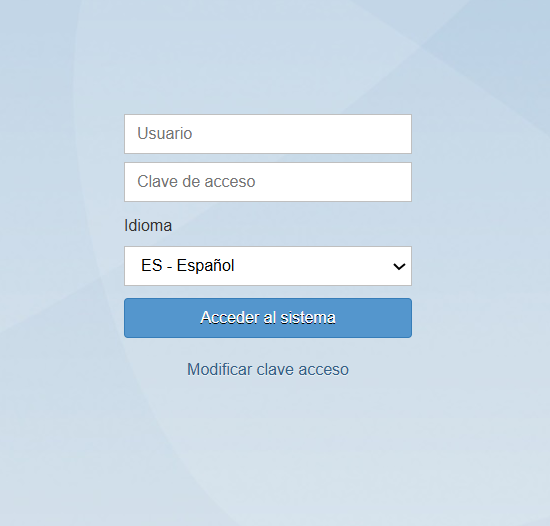 Usuario
Clave de acceso
Idioma
ES - Español
Acceder al sistema
Modificar clave acceso